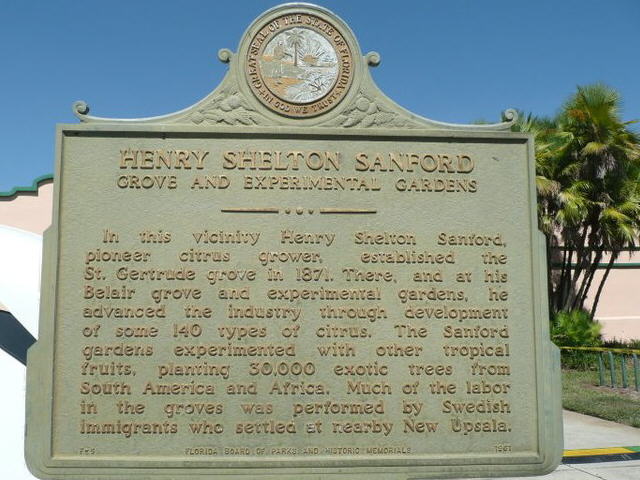 GREAT SEAL OF THE STATE OF FLORIDA
IN GOD WE TRUST
HENRY SHELTON SANFORD
GROVE AND EXPERIMENTAL GARDENS
In this vicinity Henry Shelton Sanford,
pioneer citrus grower, established the
St. Gertrude grove in 1871. There, and at his
Belair grove and experimental gardens, he
advanced the industry through development
of some 140 types of citrus. The Sanford
gardens experimented with other tropical
fruits, planting 30,000 exotic trees from
South America and Africa. Much of the labor
in the groves was performed by Swedish
immigrants who settled at nearby New Upsala.
FLORIDA BOARD OF PARKS AND HISTORIC MEMORIALS